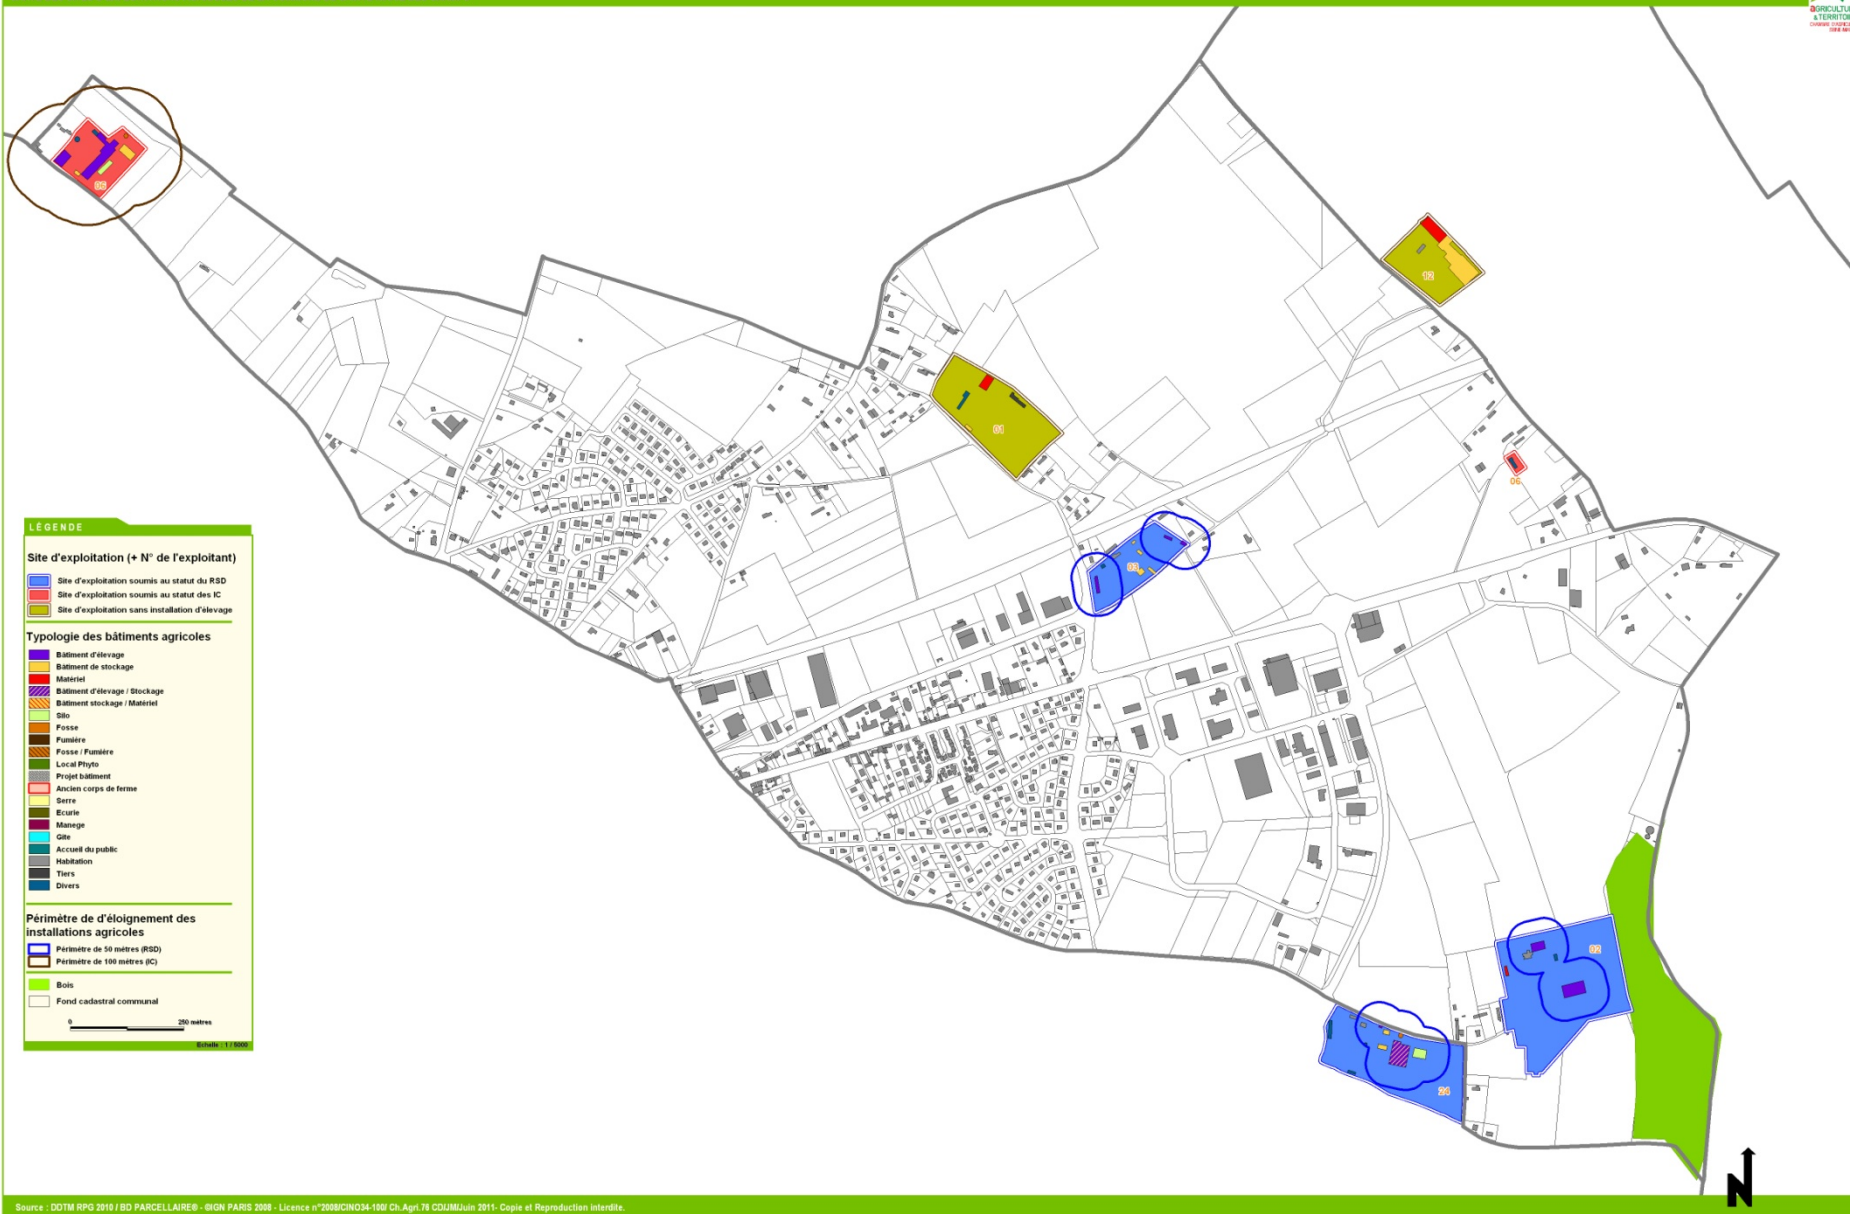 AGRICULTURES
& TERRITOIRES
LÉGENDE
Site d'exploitation (+ N° de l'exploitant)
Site d'exploitation soumis au statut du RSD
Site d'exploitation soumis au statut des IC
Site d'exploitation sans installation d'élevage
Typologie des bâtiments agricoles
Bâtiment d'élevage
Bâtiment de stockage
Matériel
Bâtiment d'élevage / Stockage
Bâtiment stockage / Matériel
Silo
Fosse
Fumière
Fosse / Fumière
Local Phyto
Projet bâtiment
Ancien corps de ferme
Serre
Ecurie
Manege
Gîte
Accueil du public
Habitation
Tiers
Divers
Périmètre de d'éloignement des
installations agricoles
Périmètre de 50 mètres (RSD)
Périmètre de 100 mètres (IC)
Bois
Fond cadastral communal
0 250 mètres
Echelle : 1 / 5000
12
01
06
03
02
24
N
Source : DDTM RPG 2010 / BD PARCELLAIRE® - ©IGN PARIS 2008 - Licence n°2008/CINO34-100/ Ch.Agri.76 CD/JM/Juin 2011- Copie et Reproduction interdite.